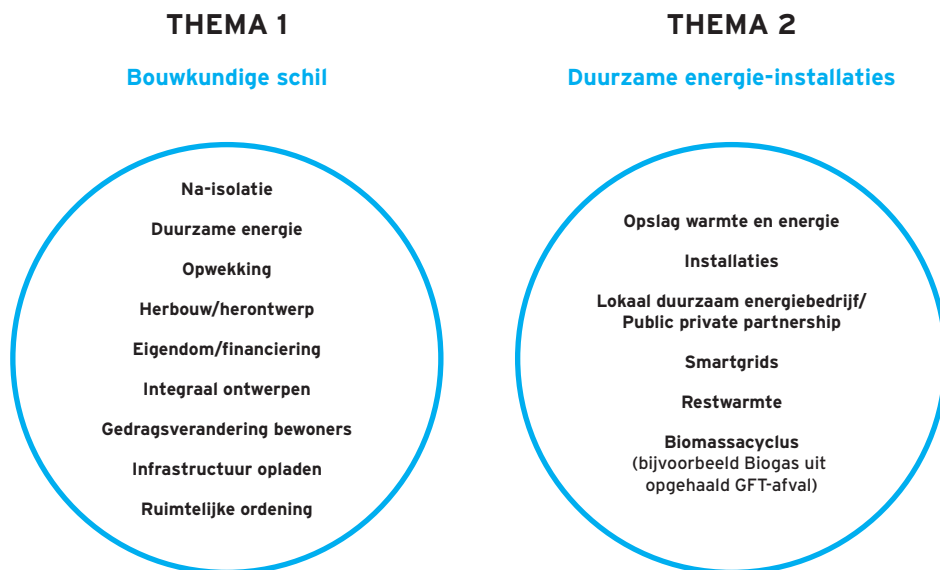 THEMA 1
Bouwkundige schil
Na-isolatie
Duurzame energie
Opwekking
Herbouw/herontwerp
Eigendom/financiering
Integraal ontwerpen
Gedragsverandering bewoners
Infrastructuur opladen
Ruimtelijke ordening
THEMA 2
Duurzame energie-installaties
Opslag warmte en energie
Installaties
Lokaal duurzaam energiebedrijf/
Public private partnership
Smartgrids
Restwarmte
Biomassacyclus
(bijvoorbeeld Biogas uit
opgehaald GFT-afval)